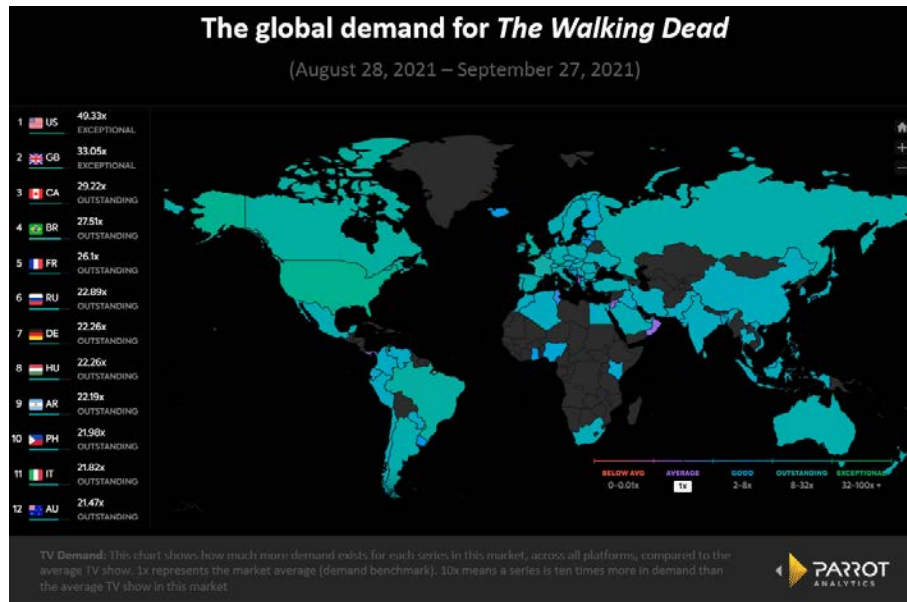 The global demand for The Walking Dead
(August 28, 2021 – September 27, 2021)
1 US 49.33x
EXCEPTIONAL
2 GB 33.05x
EXCEPTIONAL
3 CA 29.22x
OUTSTANDING
4 BR 27.51x
OUTSTANDING
5 FR 26.1x
OUTSTANDING
6 RU 22.89x
OUTSTANDING
7 DE 22.26x
OUTSTANDING
8 HU 22.26x
OUTSTANDING
9 AR 22.19x
OUTSTANDING
10 PH 21.98x
OUTSTANDING
11 IT 21.82x
OUTSTANDING
12 AU 21.47x
OUTSTANDING
BELOW AVG AVERAGE GOOD OUTSTANDING EXCEPTIONAL
0-0.01x 1x 2-8x 8-32x 32-100x +
TV Demand: This chart shows how much more demand exists for each series in this market, across all platforms, compared to the
average TV show. 1x represents the market average (demand benchmark). 10x means a series is ten times more in demand than
the average TV show in this market
PARROT
ANALYTICS